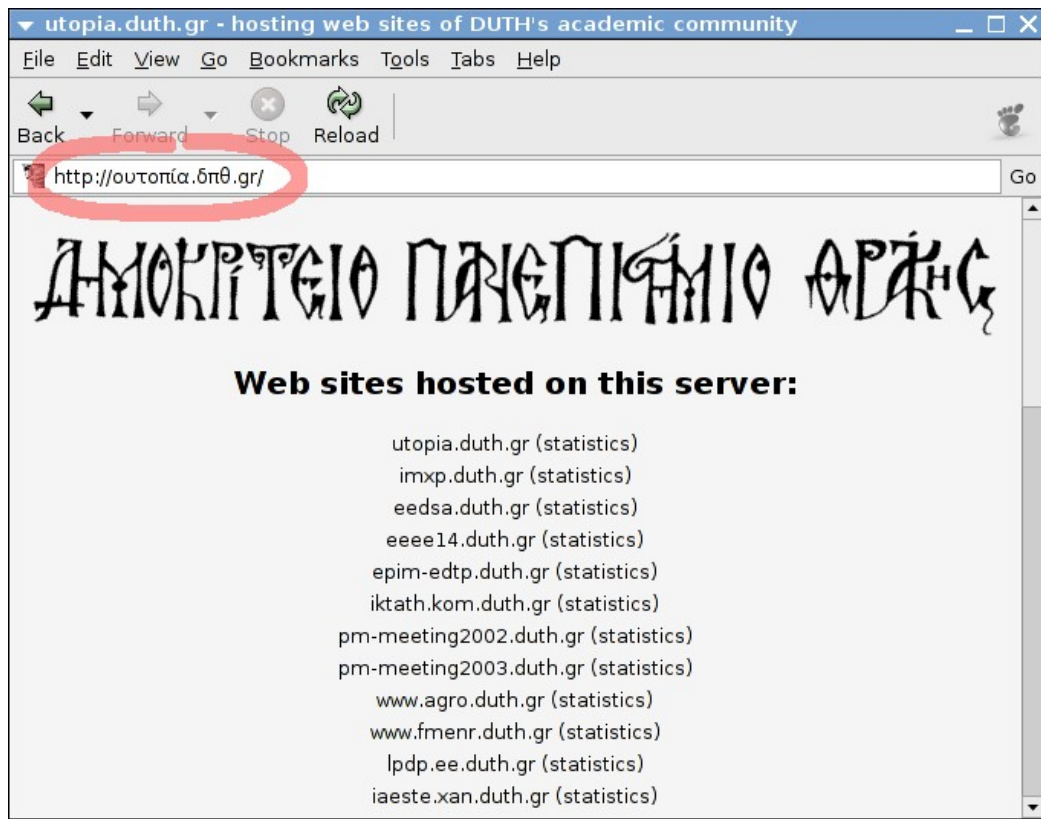 utopia.duth.gr - hosting web sites of DUTH's academic community
File Edit View Go Bookmarks Tools Tabs Help
Back Forward Stop Reload
http://ουτοπία.δπθ.gr/ Go
ΔΗΜΟΚΡΙΤΕΙΟ ΠΑΝΕΠΙΣΤΗΜΙΟ ΘΡΑΚΗΣ
Web sites hosted on this server:
utopia.duth.gr (statistics)
imxp.duth.gr (statistics)
eedsa.duth.gr (statistics)
eeee14.duth.gr (statistics)
epim-edtp.duth.gr (statistics)
iktath.kom.duth.gr (statistics)
pm-meeting2002.duth.gr (statistics)
pm-meeting2003.duth.gr (statistics)
www.agro.duth.gr (statistics)
www.fmenr.duth.gr (statistics)
lpdp.ee.duth.gr (statistics)
iaeste.xan.duth.gr (statistics)